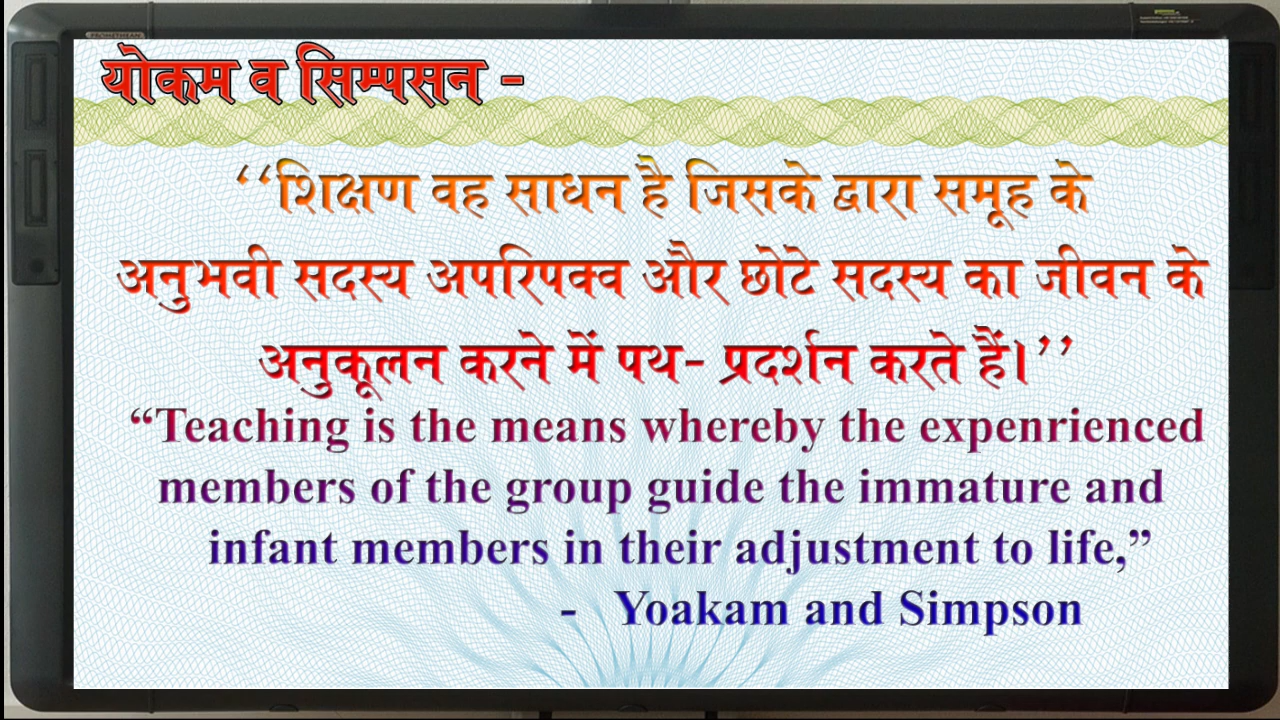 PROMETHEAN
योकम व सिम्पसन -
‘‘शिक्षण वह साधन है जिसके द्वारा समूह के
अनुभवी सदस्य अपरिपक्व और छोटे सदस्य का जीवन के
अनुकूलन करने में पथ- प्रदर्शन करते हैं।’’
“Teaching is the means whereby the expenrienced
members of the group guide the immature and
infant members in their adjustment to life,”
- Yoakam and Simpson